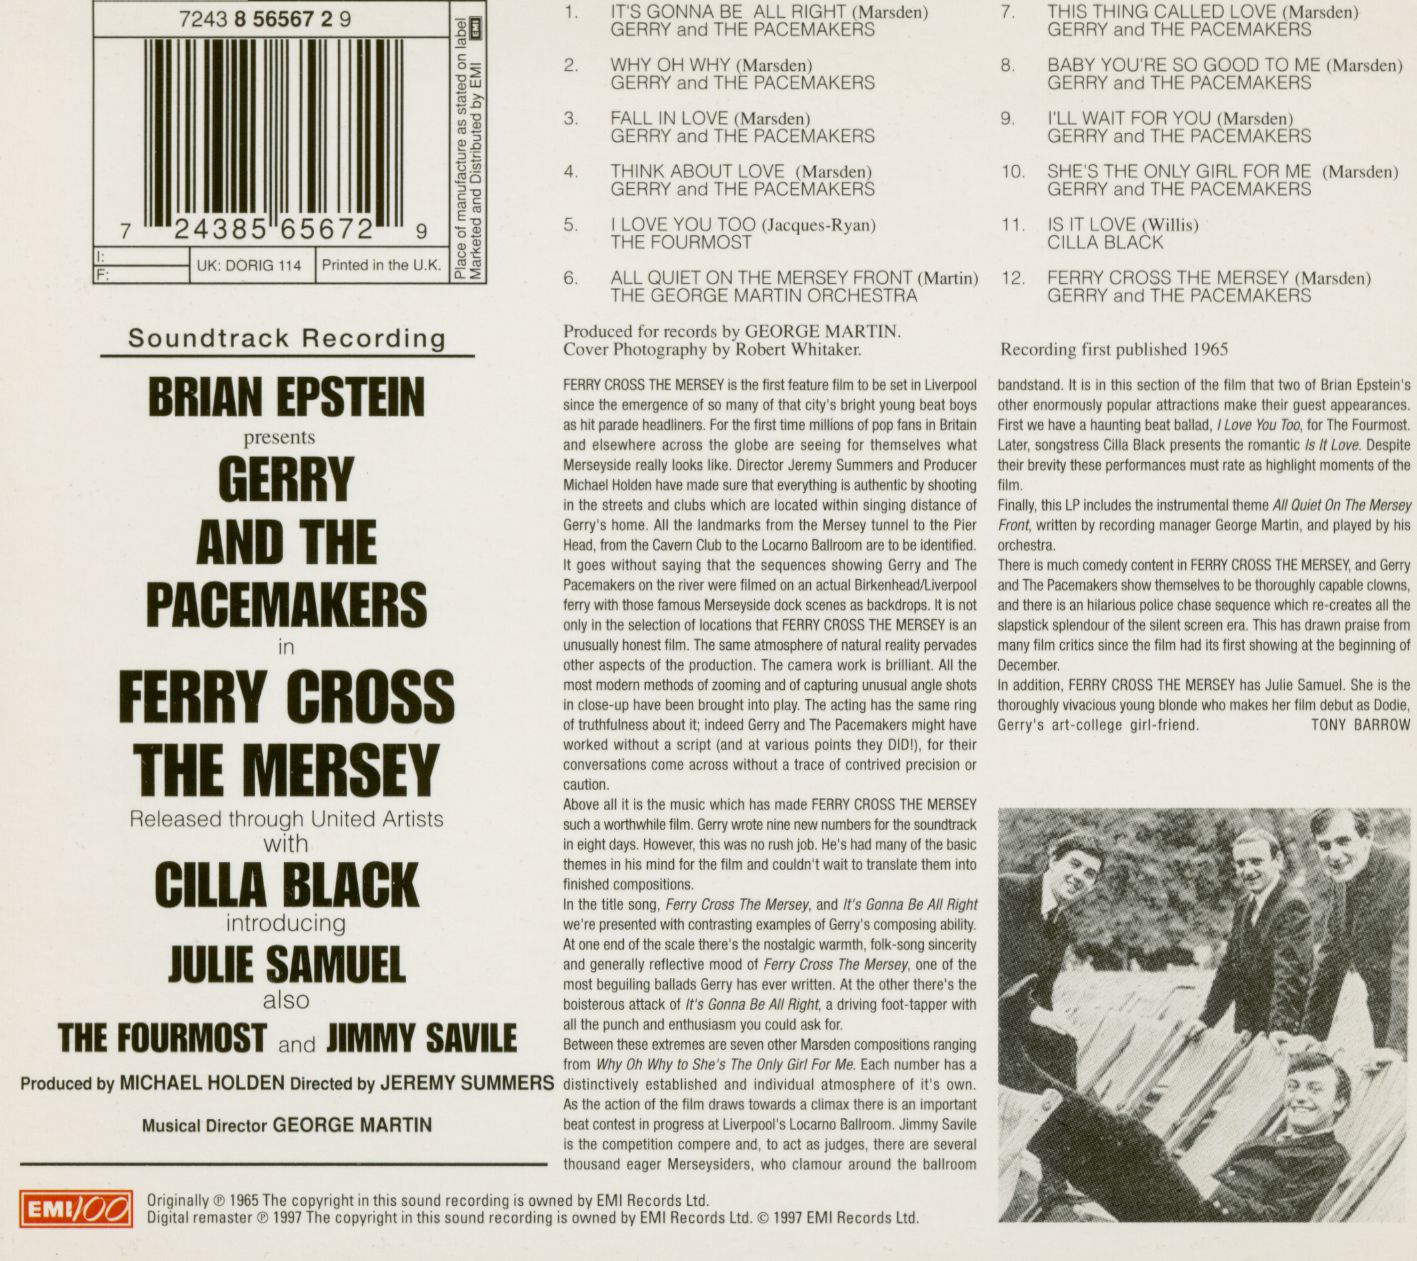 7243 8 56567 2 9
7 24385 65672 9
I:
F:
UK: DORIG 114
Printed in the U.K.
Place of manufacture as stated on label EMI
Marketed and Distributed by EMI
Soundtrack Recording
BRIAN EPSTEIN
presents
GERRY
AND THE
PACEMAKERS
in
FERRY CROSS
THE MERSEY
Released through United Artists
with
CILLA BLACK
introducing
JULIE SAMUEL
also
THE FOURMOST and JIMMY SAVILE
Produced by MICHAEL HOLDEN Directed by JEREMY SUMMERS
Musical Director GEORGE MARTIN
1. IT'S GONNA BE ALL RIGHT (Marsden)
GERRY and THE PACEMAKERS
2. WHY OH WHY (Marsden)
GERRY and THE PACEMAKERS
3. FALL IN LOVE (Marsden)
GERRY and THE PACEMAKERS
4. THINK ABOUT LOVE (Marsden)
GERRY and THE PACEMAKERS
5. I LOVE YOU TOO (Jacques-Ryan)
THE FOURMOST
6. ALL QUIET ON THE MERSEY FRONT (Martin)
THE GEORGE MARTIN ORCHESTRA
7. THIS THING CALLED LOVE (Marsden)
GERRY and THE PACEMAKERS
8. BABY YOU'RE SO GOOD TO ME (Marsden)
GERRY and THE PACEMAKERS
9. I'LL WAIT FOR YOU (Marsden)
GERRY and THE PACEMAKERS
10. SHE'S THE ONLY GIRL FOR ME (Marsden)
GERRY and THE PACEMAKERS
11. IS IT LOVE (Willis)
CILLA BLACK
12. FERRY CROSS THE MERSEY (Marsden)
GERRY and THE PACEMAKERS
Produced for records by GEORGE MARTIN.
Cover Photography by Robert Whitaker.
Recording first published 1965
FERRY CROSS THE MERSEY is the first feature film to be set in Liverpool
since the emergence of so many of that city's bright young beat boys
as hit parade headliners. For the first time millions of pop fans in Britain
and elsewhere across the globe are seeing for themselves what
Merseyside really looks like. Director Jeremy Summers and Producer
Michael Holden have made sure that everything is authentic by shooting
in the streets and clubs which are located within singing distance of
Gerry's home. All the landmarks from the Mersey tunnel to the Pier
Head, from the Cavern Club to the Locarno Ballroom are to be identified.
It goes without saying that the sequences showing Gerry and The
Pacemakers on the river were filmed on an actual Birkenhead/Liverpool
ferry with those famous Merseyside dock scenes as backdrops. It is not
only in the selection of locations that FERRY CROSS THE MERSEY is an
unusually honest film. The same atmosphere of natural reality pervades
other aspects of the production. The camera work is brilliant. All the
most modern methods of zooming and of capturing unusual angle shots
in close-up have been brought into play. The acting has the same ring
of truthfulness about it; indeed Gerry and The Pacemakers might have
worked without a script (and at various points they DID!), for their
conversations come across without a trace of contrived precision or
caution.
Above all it is the music which has made FERRY CROSS THE MERSEY
such a worthwhile film. Gerry wrote nine new numbers for the soundtrack
in eight days. However, this was no rush job. He's had many of the basic
themes in his mind for the film and couldn't wait to translate them into
finished compositions.
In the title song, Ferry Cross The Mersey, and It's Gonna Be All Right
we're presented with contrasting examples of Gerry's composing ability.
At one end of the scale there's the nostalgic warmth, folk-song sincerity
and generally reflective mood of Ferry Cross The Mersey, one of the
most beguiling ballads Gerry has ever written. At the other there's the
boisterous attack of It's Gonna Be All Right, a driving foot-tapper with
all the punch and enthusiasm you could ask for.
Between these extremes are seven other Marsden compositions ranging
from Why Oh Why to She's The Only Girl For Me. Each number has a
distinctively established and individual atmosphere of it's own.
As the action of the film draws towards a climax there is an important
beat contest in progress at Liverpool's Locarno Ballroom. Jimmy Savile
is the competition compere and, to act as judges, there are several
thousand eager Merseysiders, who clamour around the ballroom
bandstand. It is in this section of the film that two of Brian Epstein's
other enormously popular attractions make their guest appearances.
First we have a haunting beat ballad, I Love You Too, for The Fourmost.
Later, songstress Cilla Black presents the romantic Is It Love. Despite
their brevity these performances must rate as highlight moments of the
film.
Finally, this LP includes the instrumental theme All Quiet On The Mersey
Front, written by recording manager George Martin, and played by his
orchestra.
There is much comedy content in FERRY CROSS THE MERSEY, and Gerry
and The Pacemakers show themselves to be thoroughly capable clowns,
and there is an hilarious police chase sequence which re-creates all the
slapstick splendour of the silent screen era. This has drawn praise from
many film critics since the film had its first showing at the beginning of
December.
In addition, FERRY CROSS THE MERSEY has Julie Samuel. She is the
thoroughly vivacious young blonde who makes her film debut as Dodie,
Gerry's art-college girl-friend. TONY BARROW
EMI100
Originally ℗ 1965 The copyright in this sound recording is owned by EMI Records Ltd.
Digital remaster ℗ 1997 The copyright in this sound recording is owned by EMI Records Ltd. © 1997 EMI Records Ltd.